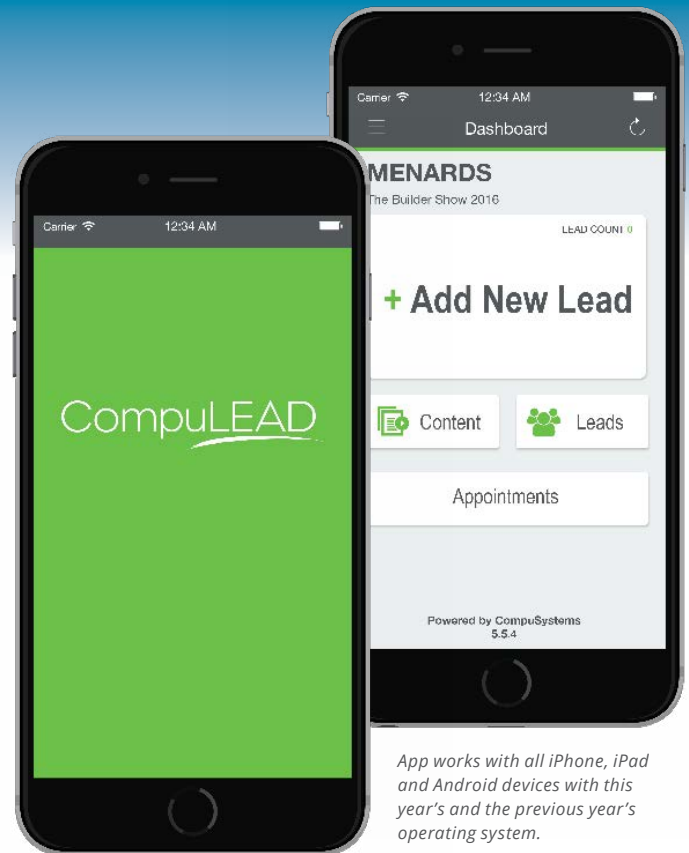 Carrier 12:34 AM
CompuLEAD
Carrier 12:34 AM
Dashboard
MENARDS
The Builder Show 2016
LEAD COUNT 0
+ Add New Lead
Content
Leads
Appointments
Powered by CompuSystems
5.5.4
App works with all iPhone, iPad
and Android devices with this
year's and the previous year's
operating system.